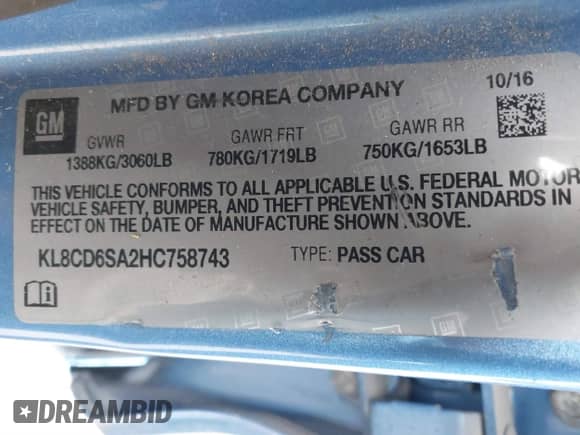 GM
MFD BY GM KOREA COMPANY
10/16
GVWR GAWR FRT GAWR RR
1388KG/3060LB 780KG/1719LB 750KG/1653LB
THIS VEHICLE CONFORMS TO ALL APPLICABLE U.S. FEDERAL MOTOR
VEHICLE SAFETY, BUMPER, AND THEFT PREVENTION STANDARDS IN
EFFECT ON THE DATE OF MANUFACTURE SHOWN ABOVE.
KL8CD6SA2HC758743 TYPE: PASS CAR
DREAMBID